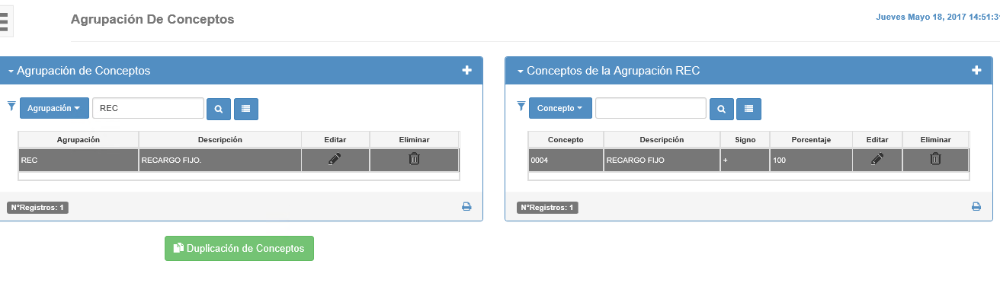 Agrupación De Conceptos
Jueves Mayo 18, 2017 14:51:3
Agrupación de Conceptos
Agrupación REC
Agrupación Descripción Editar Eliminar
REC RECARGO FIJO.
N°Registros: 1
Duplicación de Conceptos
Conceptos de la Agrupación REC
Concepto
Concepto Descripción Signo Porcentaje Editar Eliminar
0004 RECARGO FIJO + 100
N°Registros: 1